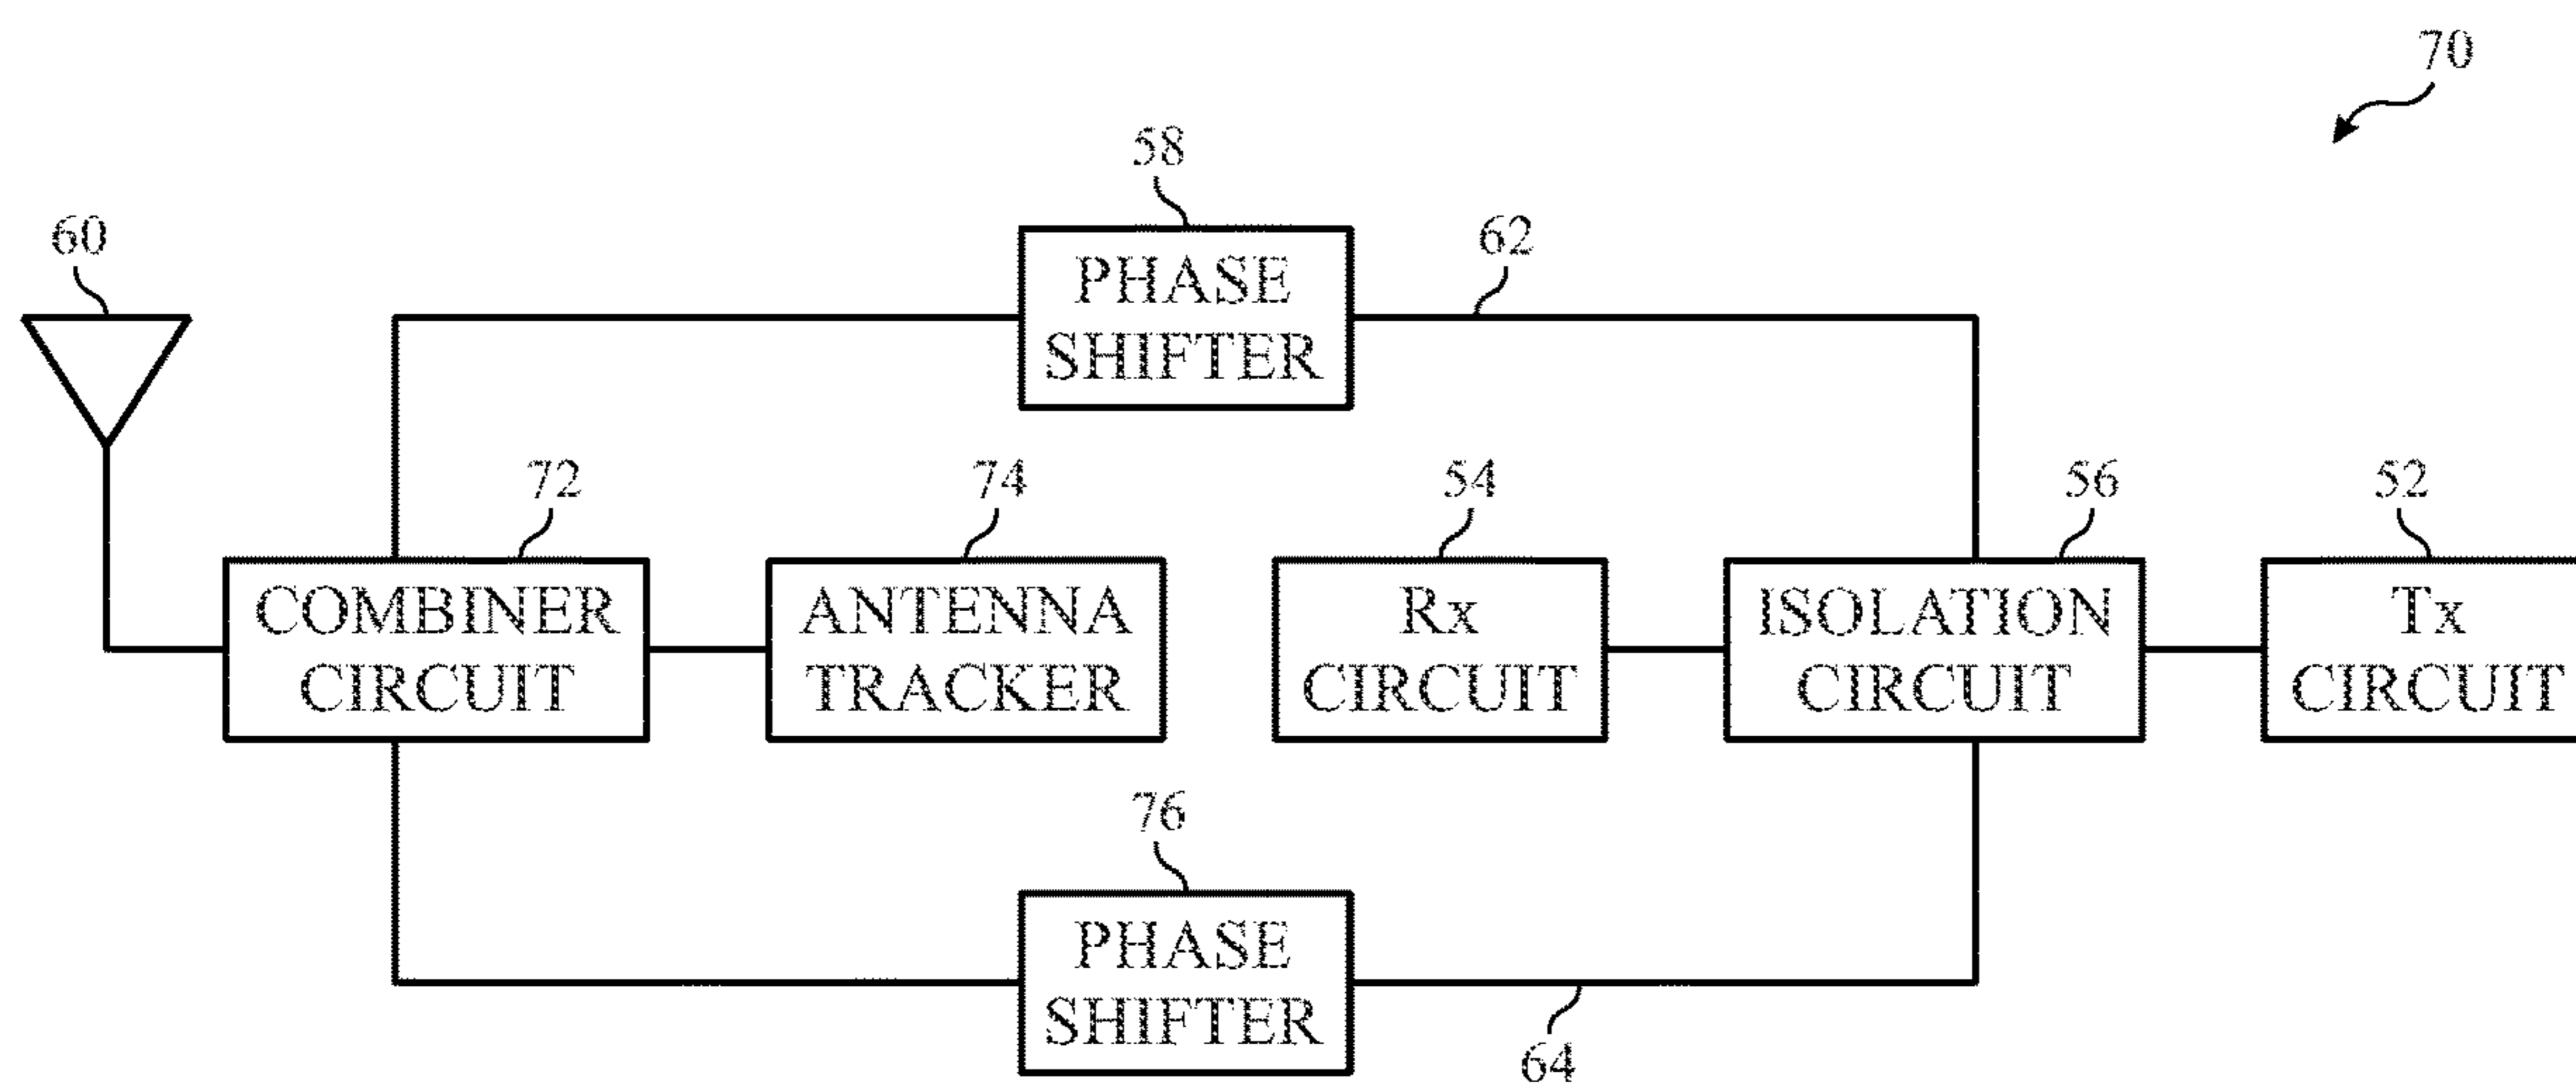 70
58
60
62
PHASE
SHIFTER
72
74
54
56
52
COMBINER
CIRCUIT
ANTENNA
TRACKER
Rx
CIRCUIT
ISOLATION
CIRCUIT
Tx
CIRCUIT
76
PHASE
SHIFTER
64